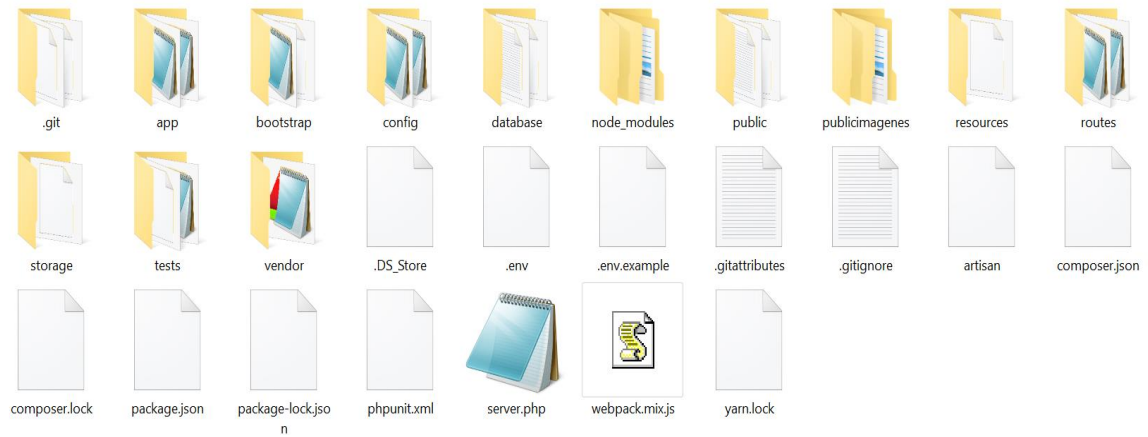 .git app bootstrap config database node_modules public publicimagenes resources routes
storage tests vendor .DS_Store .env .env.example .gitattributes .gitignore artisan composer.json
composer.lock package.json package-lock.jso phpunit.xml server.php webpack.mix.js yarn.lock
n